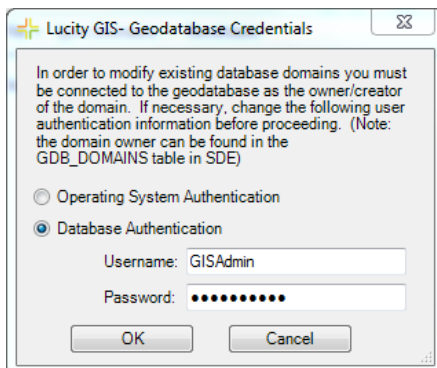 Lucity GIS- Geodatabase Credentials
In order to modify existing database domains you must
be connected to the geodatabase as the owner/creator
of the domain.  If necessary, change the following user
authentication information before proceeding.  (Note:
the domain owner can be found in the
GDB_DOMAINS table in SDE)
Operating System Authentication
Database Authentication
Username: GISAdmin
Password: ●●●●●●●●●●
OK Cancel